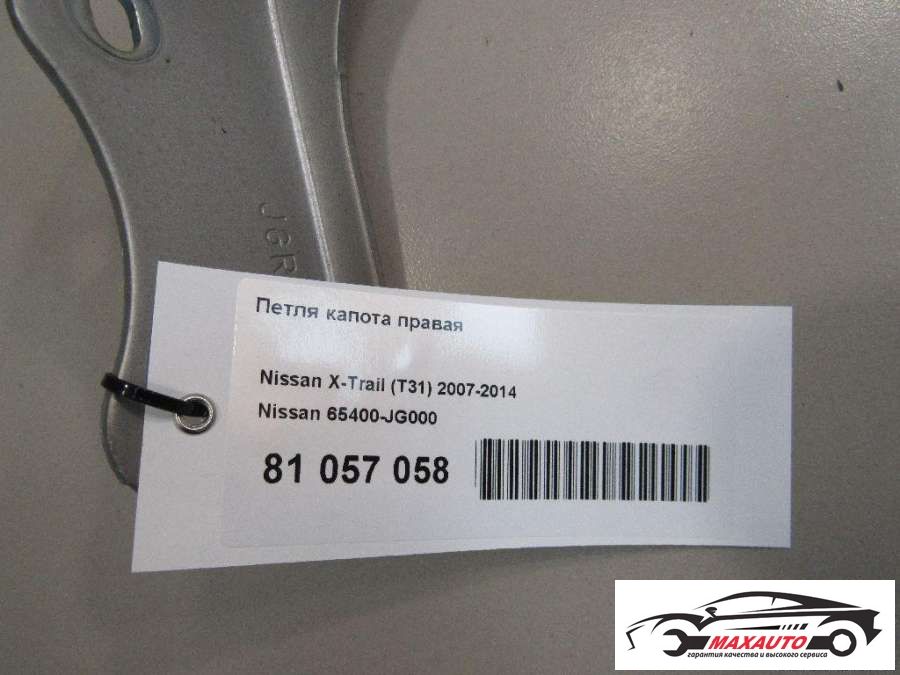 JGR
Петля капота правая
Nissan X-Trail (T31) 2007-2014
Nissan 65400-JG000
81 057 058
MAXAUTO
гарантия качества и высокого сервиса